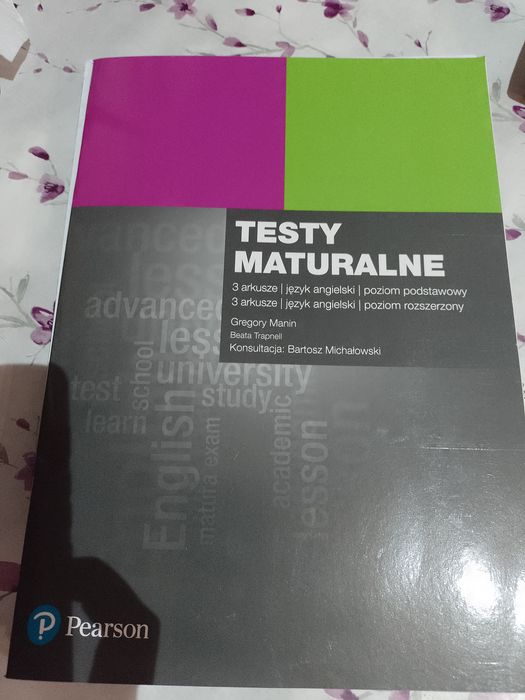 TESTY
MATURALNE
3 arkusze | język angielski | poziom podstawowy
3 arkusze | język angielski | poziom rozszerzony
Gregory Manin
Beata Trapnell
Konsultacja: Bartosz Michałowski
advanced
less
university
study
test
school
learn
English
matura exam
academic
lesson
Pearson